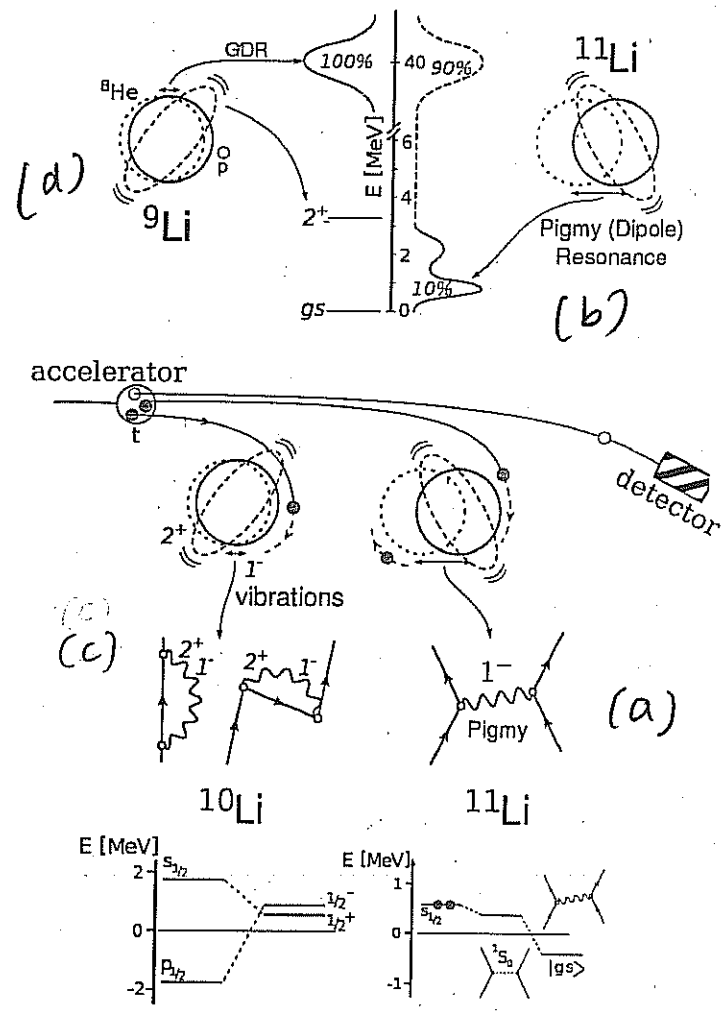 GDR
100%
40
90%
¹¹Li
⁸He
p
(d)
⁹Li
E [MeV]
6
4
2
0
2⁺
gs
10%
Pigmy (Dipole)
Resonance
(b)
accelerator
t
detector
2⁺
1⁻
vibrations
(c)
(c)
2⁺
1⁻
2⁺
1⁻
1⁻
Pigmy
(a)
¹⁰Li
¹¹Li
E [MeV]
2
0
-2
s₁/₂
p₁/₂
1/2⁻
1/2⁺
E [MeV]
1
0
-1
s₁/₂
¹S₀
|gs>